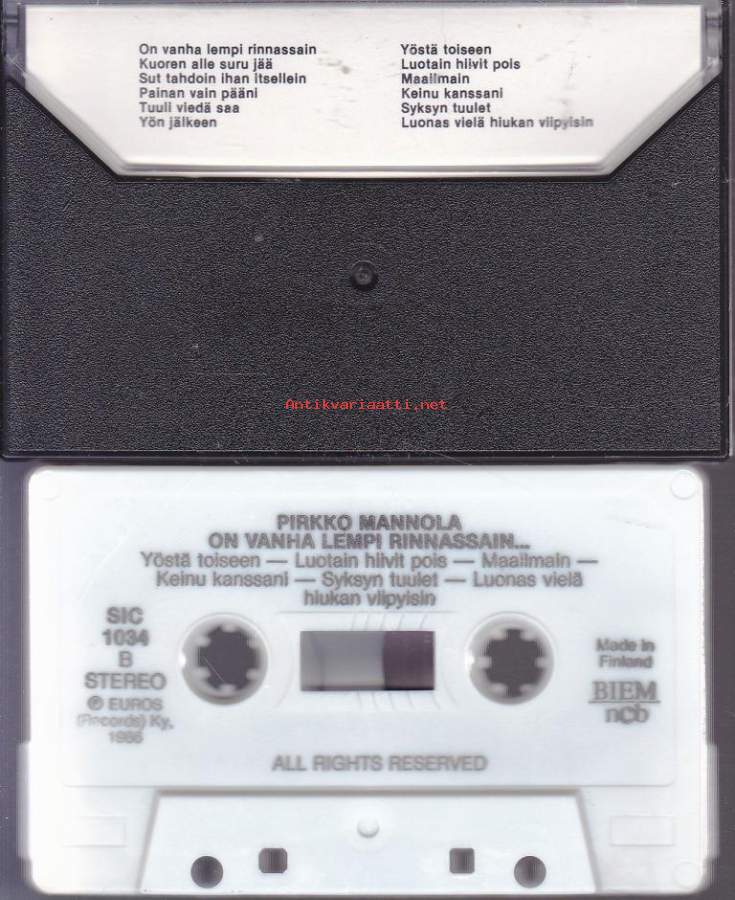 On vanha lempi rinnassain
Kuoren alle suru jää
Sut tahdoin ihan itsellein
Painan vain pääni
Tuuli viedä saa
Yön jälkeen
Yöstä toiseen
Luotain hiivit pois
Maailmain
Keinu kanssani
Syksyn tuulet
Luonas vielä hiukan viipyisin
Antikvariaatti.net
PIRKKO MANNOLA
ON VANHA LEMPI RINNASSAIN...
Yöstä toiseen — Luotain hiivit pois — Maailmain —
Keinu kanssani — Syksyn tuulet — Luonas vielä
hiukan viipyisin
SIC
1034
B
STEREO
℗ EUROS
(Records) Ky.
1986
Made in
Finland
BIEM
ncb
ALL RIGHTS RESERVED